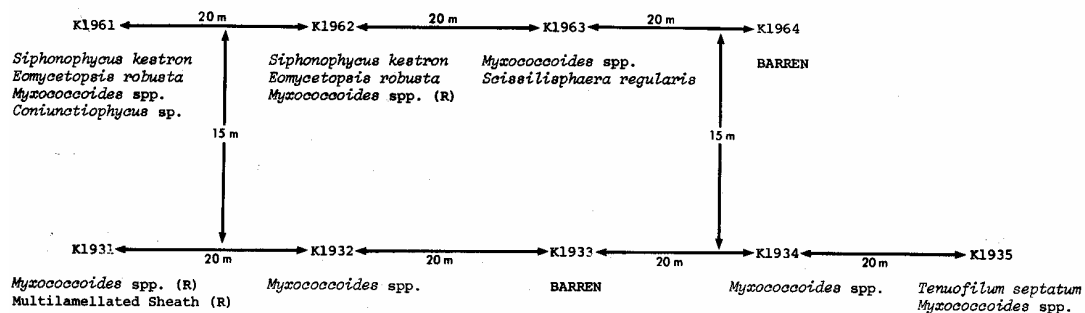 20 m 20 m 20 m
K1961 K1962 K1963 K1964
Siphonophycus kestron
Eomycetopsis robusta
Myxococcoides spp.
Coniunctiophycus sp.
Siphonophycus kestron
Eomycetopsis robusta
Myxococcoides spp. (R)
Myxococcoides spp.
Scissilisphaera regularis
BARREN
15 m 15 m
K1931 K1932 K1933 K1934 K1935
20 m 20 m 20 m 20 m
Myxococcoides spp. (R)
Multilamellated Sheath (R)
Myxococcoides spp.
BARREN
Myxococcoides spp.
Tenuofilum septatum
Myxococcoides spp.